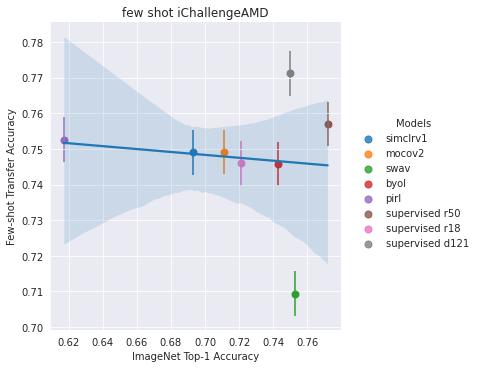 few shot iChallengeAMD
0.78
0.77
0.76
0.75
0.74
0.73
0.72
0.71
0.70
Few-shot Transfer Accuracy
0.62 0.64 0.66 0.68 0.70 0.72 0.74 0.76
ImageNet Top-1 Accuracy
Models
simclrv1
mocov2
swav
byol
pirl
supervised r50
supervised r18
supervised d121